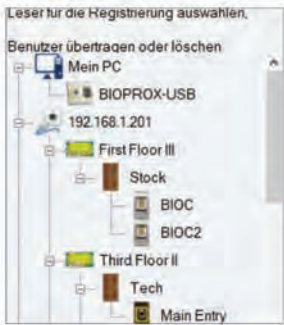 Leser für die Registrierung auswählen,
Benutzer übertragen oder löschen
Mein PC
BIOPROX-USB
192.168.1.201
First Floor III
Stock
BIOC
BIOC2
Third Floor II
Tech
Main Entry